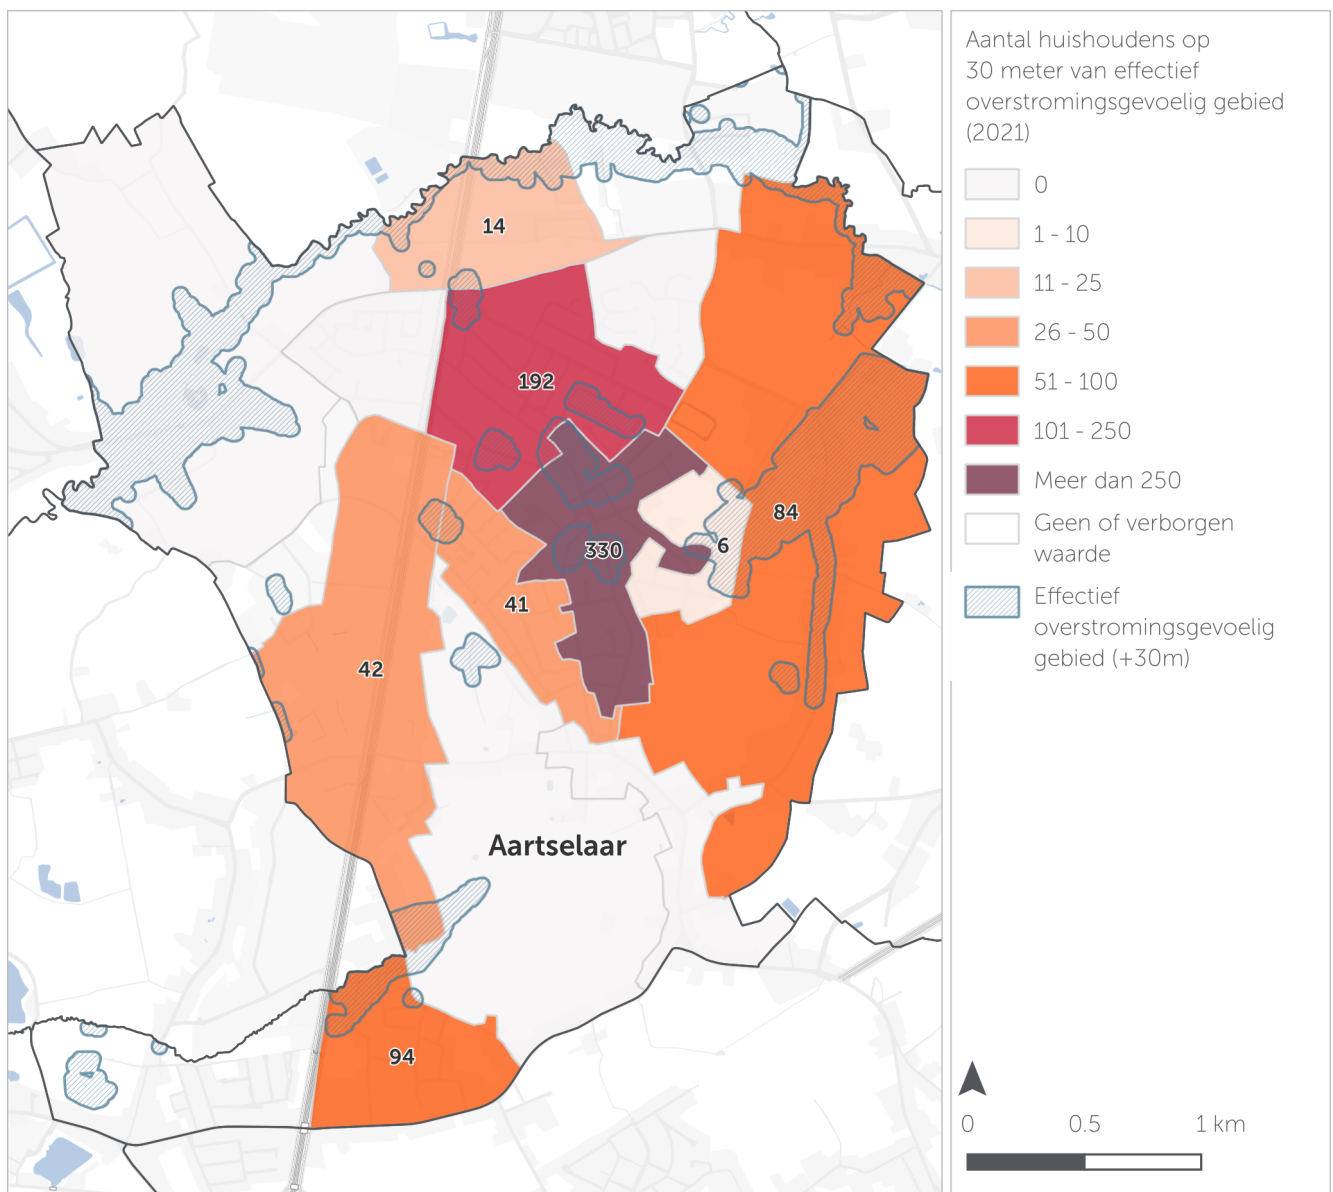 Aantal huishoudens op
30 meter van effectief
overstromingsgevoelig gebied
(2021)
0
1 - 10
11 - 25
26 - 50
51 - 100
101 - 250
Meer dan 250
Geen of verborgen
waarde
Effectief
overstromingsgevoelig
gebied (+30m)
14
192
84
330
6
41
42
Aartselaar
94
0 0.5 1 km